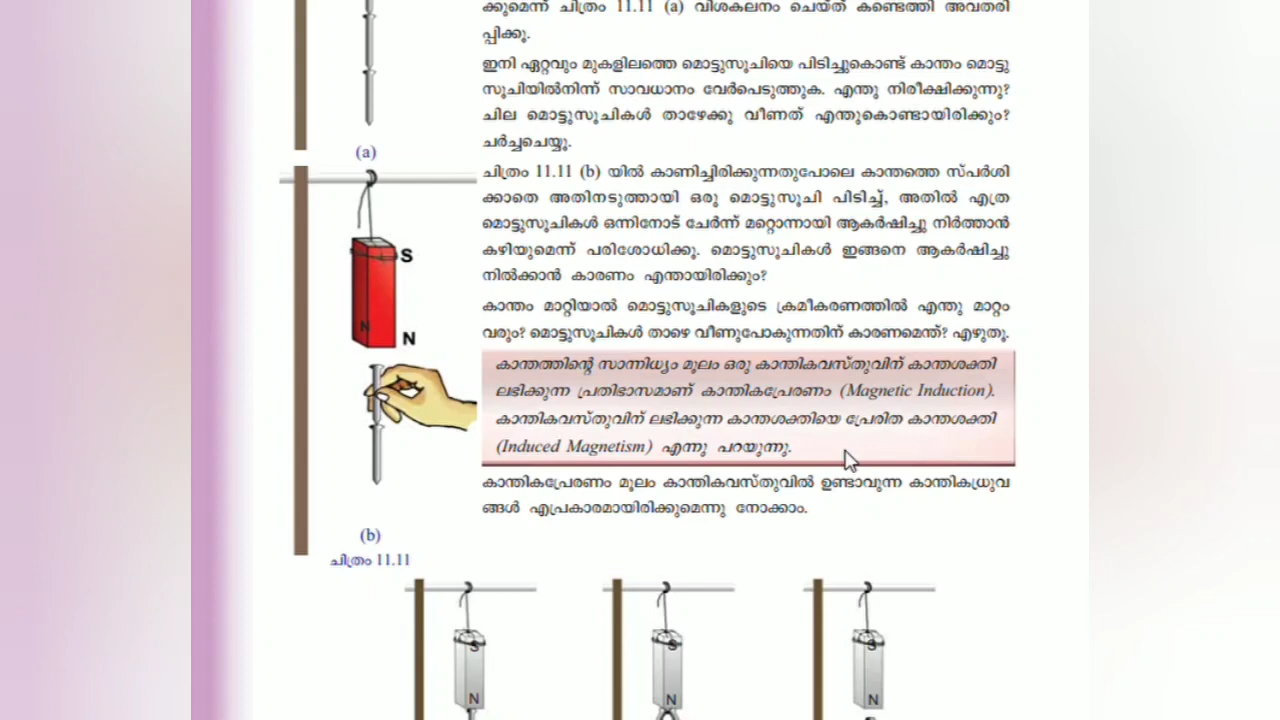 ക്കുമെന്ന് ചിത്രം 11.11 (a) വിശകലനം ചെയ്ത് കണ്ടെത്തി അവതരി
പ്പിക്കൂ.
ഇനി ഏറ്റവും മുകളിലത്തെ മൊട്ടുസൂചിയെ പിടിച്ചുകൊണ്ട് കാന്തം മൊട്ടു
സൂചിയിൽനിന്ന് സാവധാനം വേർപെടുത്തുക. എന്തു നിരീക്ഷിക്കുന്നു?
ചില മൊട്ടുസൂചികൾ താഴേക്കു വീണത് എന്തുകൊണ്ടായിരിക്കും?
ചർച്ചചെയ്യൂ.
(a)
ചിത്രം 11.11 (b) യിൽ കാണിച്ചിരിക്കുന്നതുപോലെ കാന്തത്തെ സ്പർശി
ക്കാതെ അതിനടുത്തായി ഒരു മൊട്ടുസൂചി പിടിച്ച്, അതിൽ എത്ര
മൊട്ടുസൂചികൾ ഒന്നിനോട് ചേർന്ന് മറ്റൊന്നായി ആകർഷിച്ചു നിർത്താൻ
കഴിയുമെന്ന് പരിശോധിക്കൂ. മൊട്ടുസൂചികൾ ഇങ്ങനെ ആകർഷിച്ചു
നിൽക്കാൻ കാരണം എന്തായിരിക്കും?
S
N
N
കാന്തം മാറ്റിയാൽ മൊട്ടുസൂചികളുടെ ക്രമീകരണത്തിൽ എന്തു മാറ്റം
വരും? മൊട്ടുസൂചികൾ താഴെ വീണുപോകുന്നതിന് കാരണമെന്ത്? എഴുതൂ.
കാന്തത്തിന്റെ സാന്നിധ്യം മൂലം ഒരു കാന്തികവസ്തുവിന് കാന്തശക്തി
ലഭിക്കുന്ന പ്രതിഭാസമാണ് കാന്തികപ്രേരണം (Magnetic Induction).
കാന്തികവസ്തുവിന് ലഭിക്കുന്ന കാന്തശക്തിയെ പ്രേരിത കാന്തശക്തി
(Induced Magnetism) എന്നു പറയുന്നു.
കാന്തികപ്രേരണം മൂലം കാന്തികവസ്തുവിൽ ഉണ്ടാവുന്ന കാന്തികധ്രുവ
ങ്ങൾ എപ്രകാരമായിരിക്കുമെന്നു നോക്കാം.
(b)
ചിത്രം 11.11
S S S
N N N